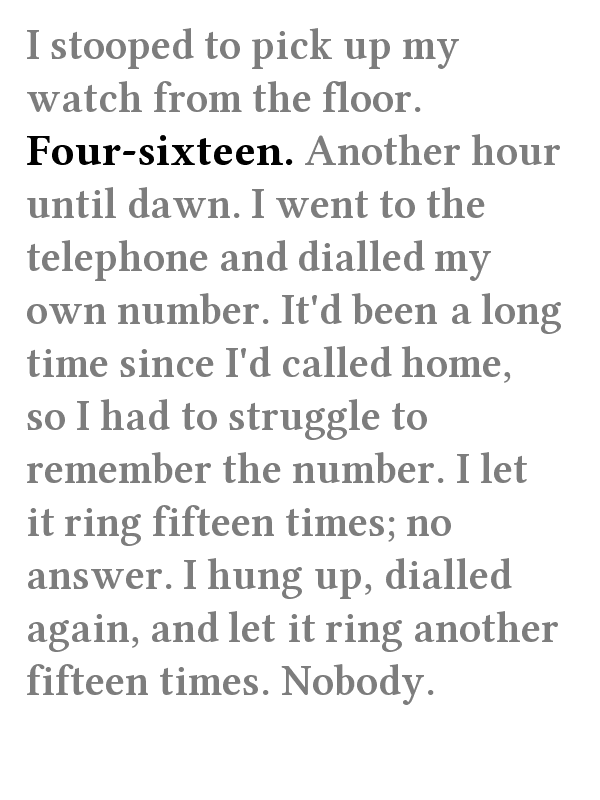 I stooped to pick up my
watch from the floor.
Four-sixteen. Another hour
until dawn. I went to the
telephone and dialled my
own number. It'd been a long
time since I'd called home,
so I had to struggle to
remember the number. I let
it ring fifteen times; no
answer. I hung up, dialled
again, and let it ring another
fifteen times. Nobody.